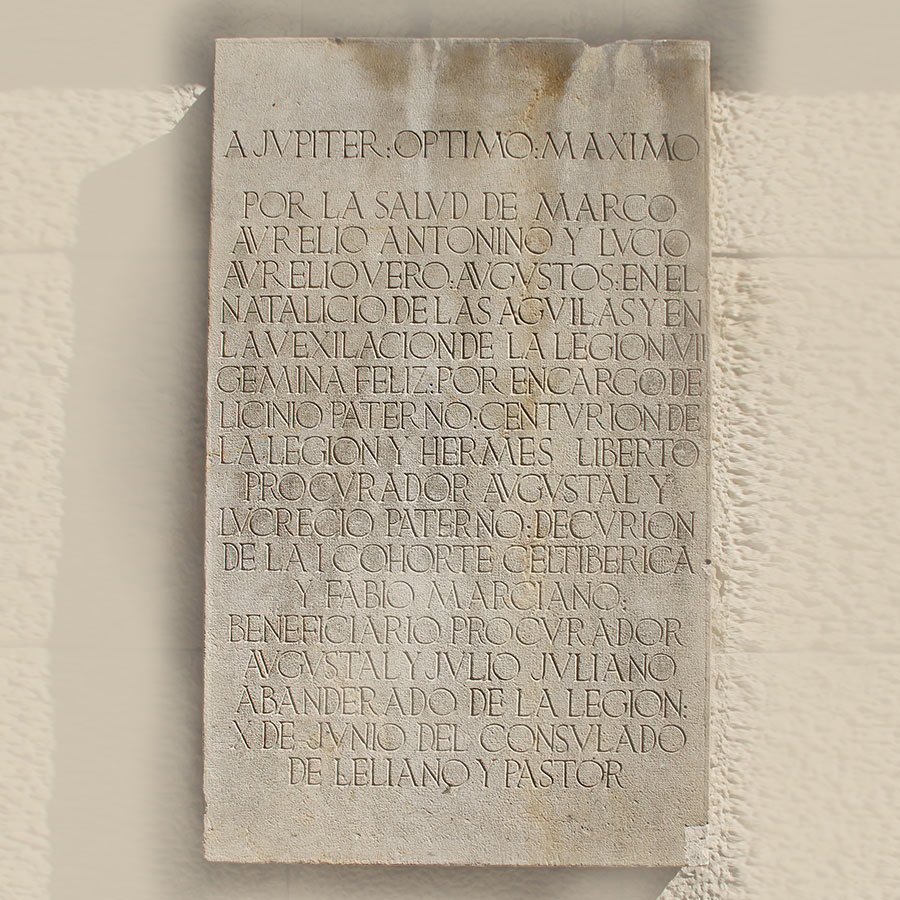 A JVPITER:OPTIMO:MAXIMO
POR LA SALVD DE MARCO
AVRELIO ANTONINO Y LVCIO
AVRELIO VERO:AVGVSTOS:EN EL
NATALICIO DE LAS AGVILAS Y EN
LA VEXILACION DE LA LEGION VII
GEMINA FELIZ:POR ENCARGO DE
LICINIO PATERNO:CENTVRION DE
LA LEGION Y HERMES LIBERTO
PROCVRADOR AVGVSTAL Y
LVCRECIO PATERNO:DECVRION
DE LA I COHORTE CELTIBERICA
Y FABIO MARCIANO:
BENEFICIARIO PROCVRADOR
AVGVSTAL Y JVLIO JVLIANO
ABANDERADO DE LA LEGION:
X DE JVNIO DEL CONSVLADO
DE LELIANO Y PASTOR